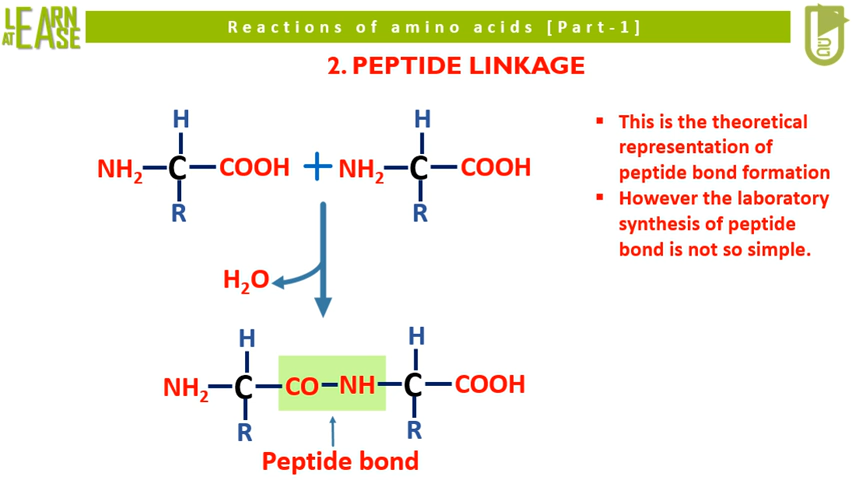 LEARN
AT EASE
Reactions of amino acids [Part-1]
2. PEPTIDE LINKAGE
H
H
NH₂—C—COOH + NH₂—C—COOH
R
R
▪ This is the theoretical
representation of
peptide bond formation
▪ However the laboratory
synthesis of peptide
bond is not so simple.
H₂O
H
H
NH₂—C—CO—NH—C—COOH
R
R
Peptide bond